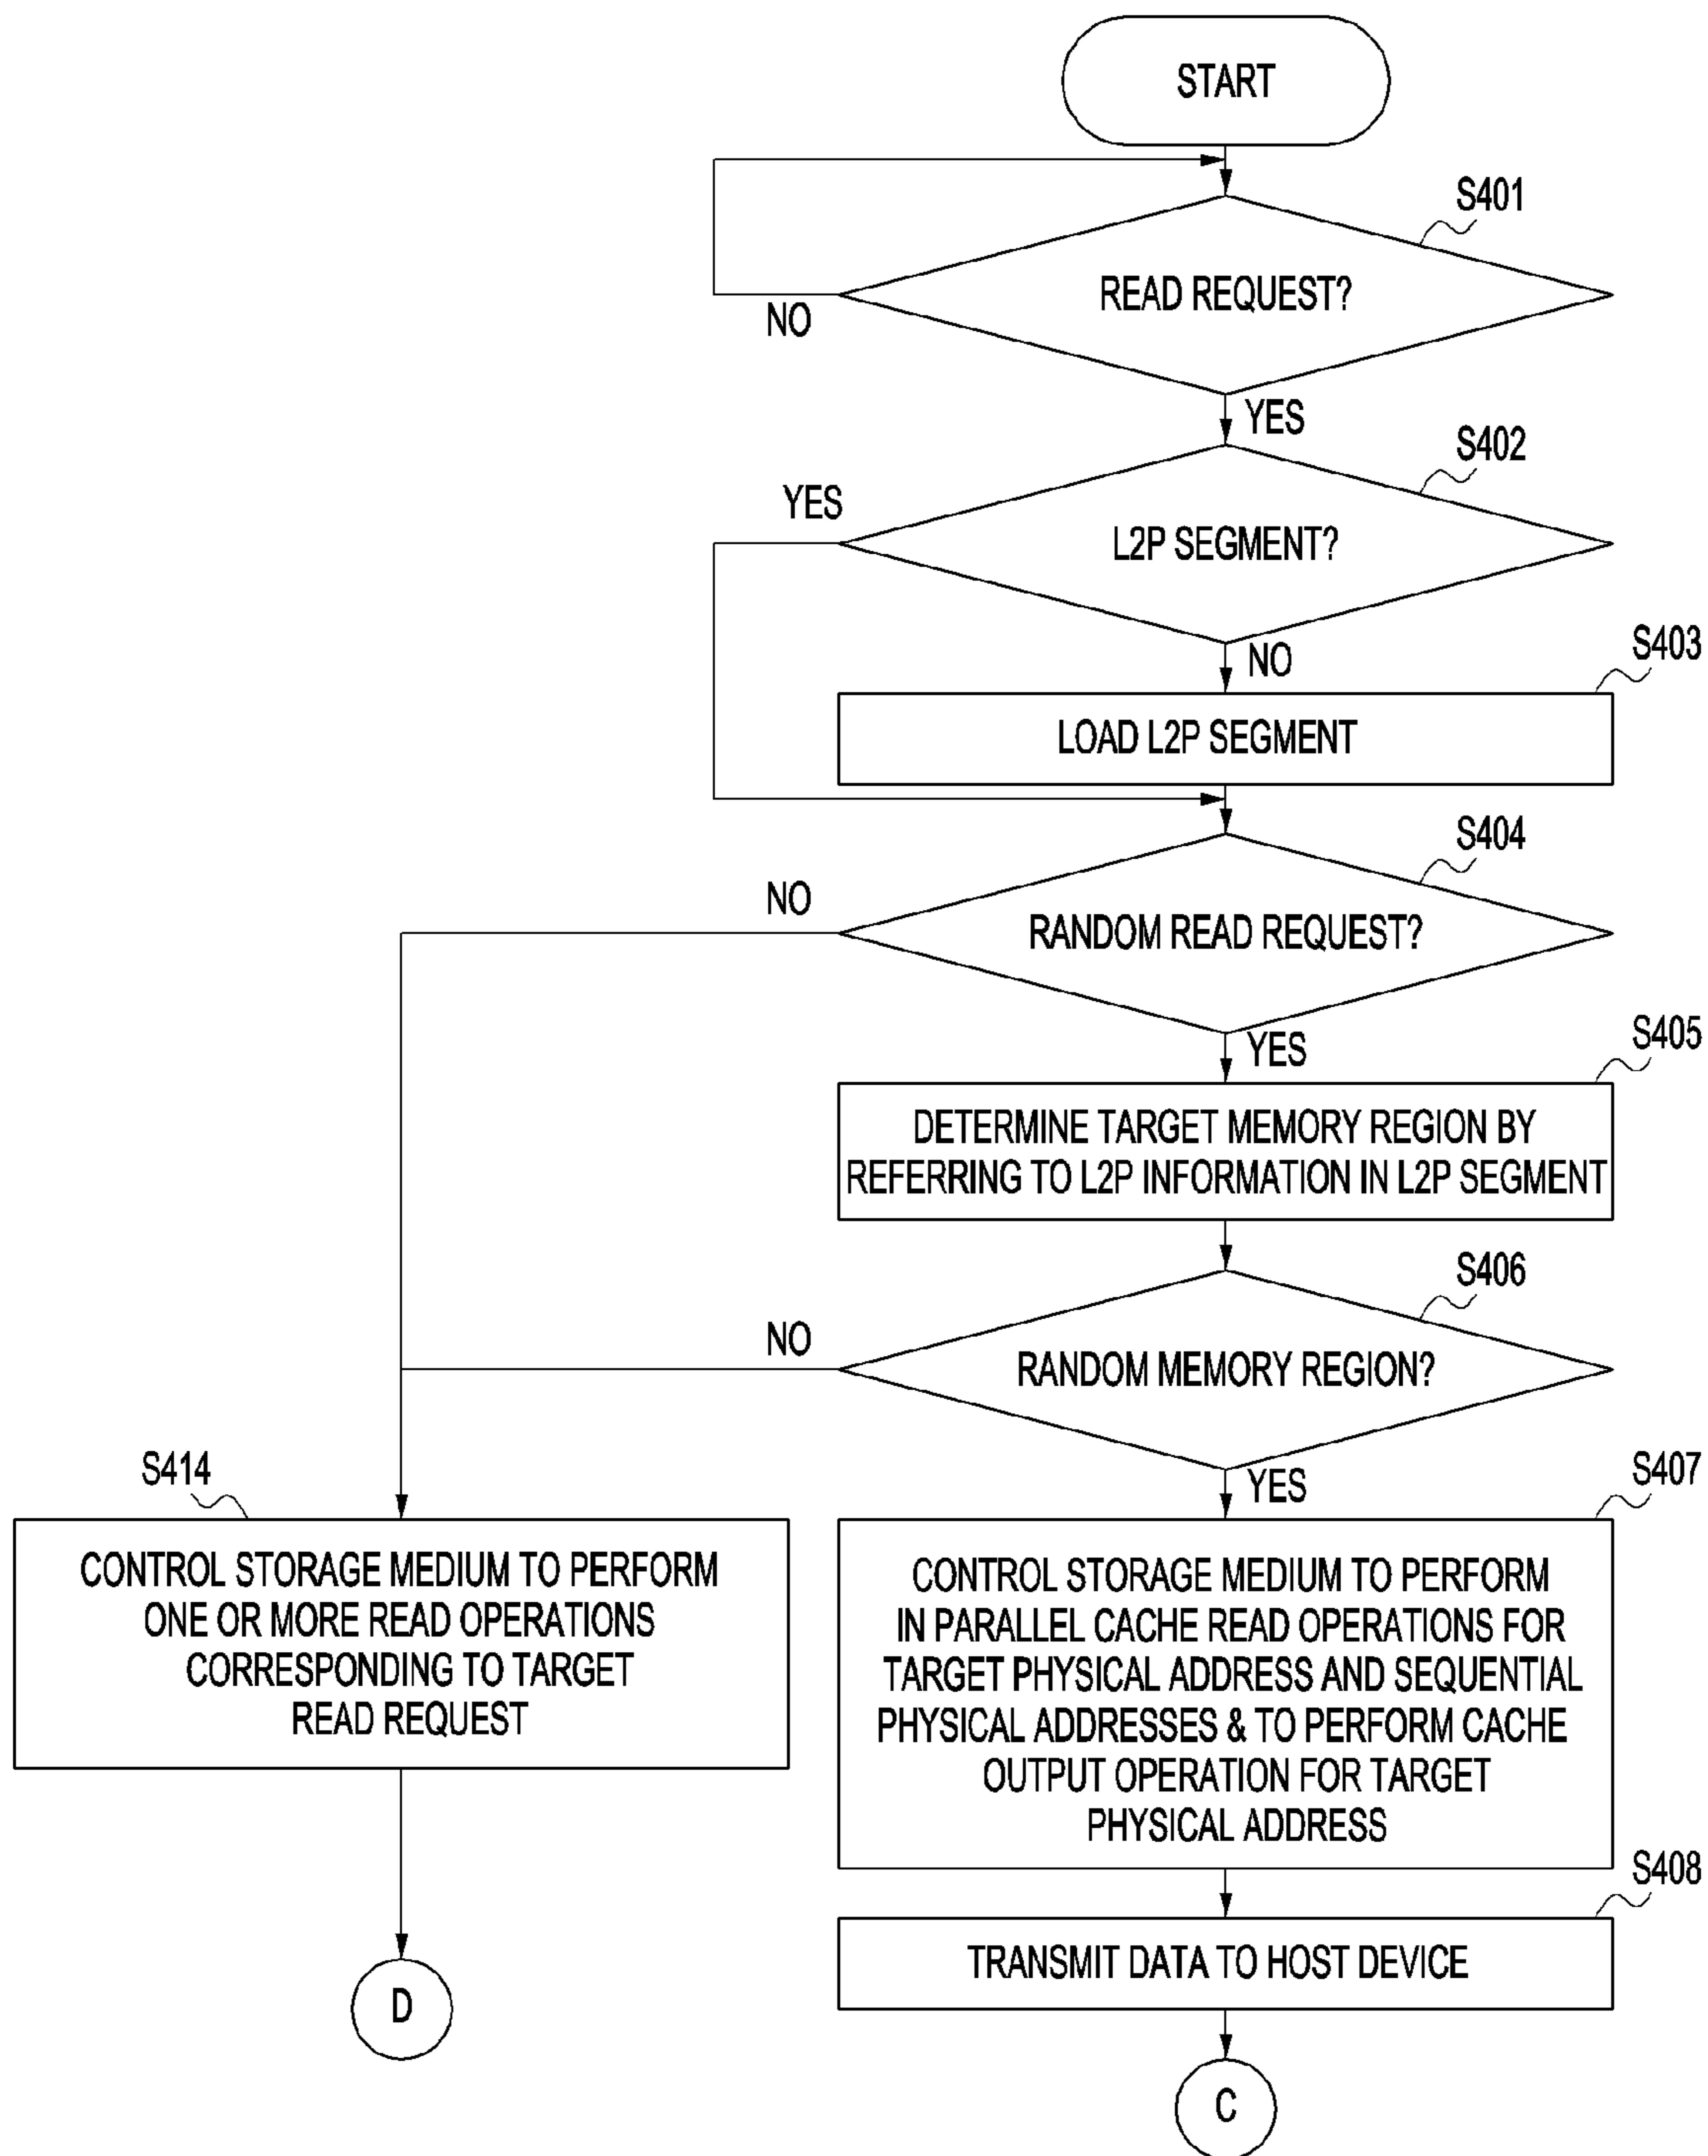 START
S401
READ REQUEST?
NO
YES
S402
YES
L2P SEGMENT?
NO
S403
LOAD L2P SEGMENT
S404
NO
RANDOM READ REQUEST?
YES
S405
DETERMINE TARGET MEMORY REGION BY
REFERRING TO L2P INFORMATION IN L2P SEGMENT
S406
NO
RANDOM MEMORY REGION?
YES
S414
CONTROL STORAGE MEDIUM TO PERFORM
ONE OR MORE READ OPERATIONS
CORRESPONDING TO TARGET
READ REQUEST
S407
CONTROL STORAGE MEDIUM TO PERFORM
IN PARALLEL CACHE READ OPERATIONS FOR
TARGET PHYSICAL ADDRESS AND SEQUENTIAL
PHYSICAL ADDRESSES & TO PERFORM CACHE
OUTPUT OPERATION FOR TARGET
PHYSICAL ADDRESS
S408
TRANSMIT DATA TO HOST DEVICE
D
C